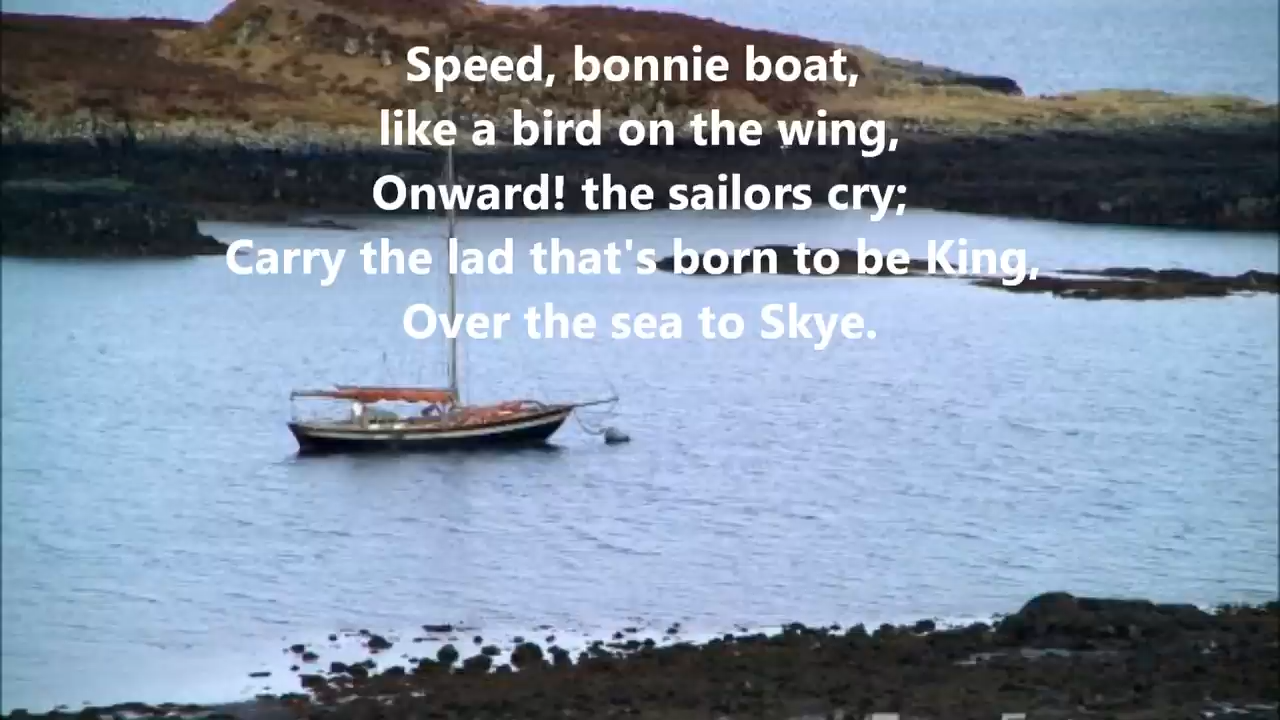 Speed, bonnie boat,
like a bird on the wing,
Onward! the sailors cry;
Carry the lad that's born to be King,
Over the sea to Skye.